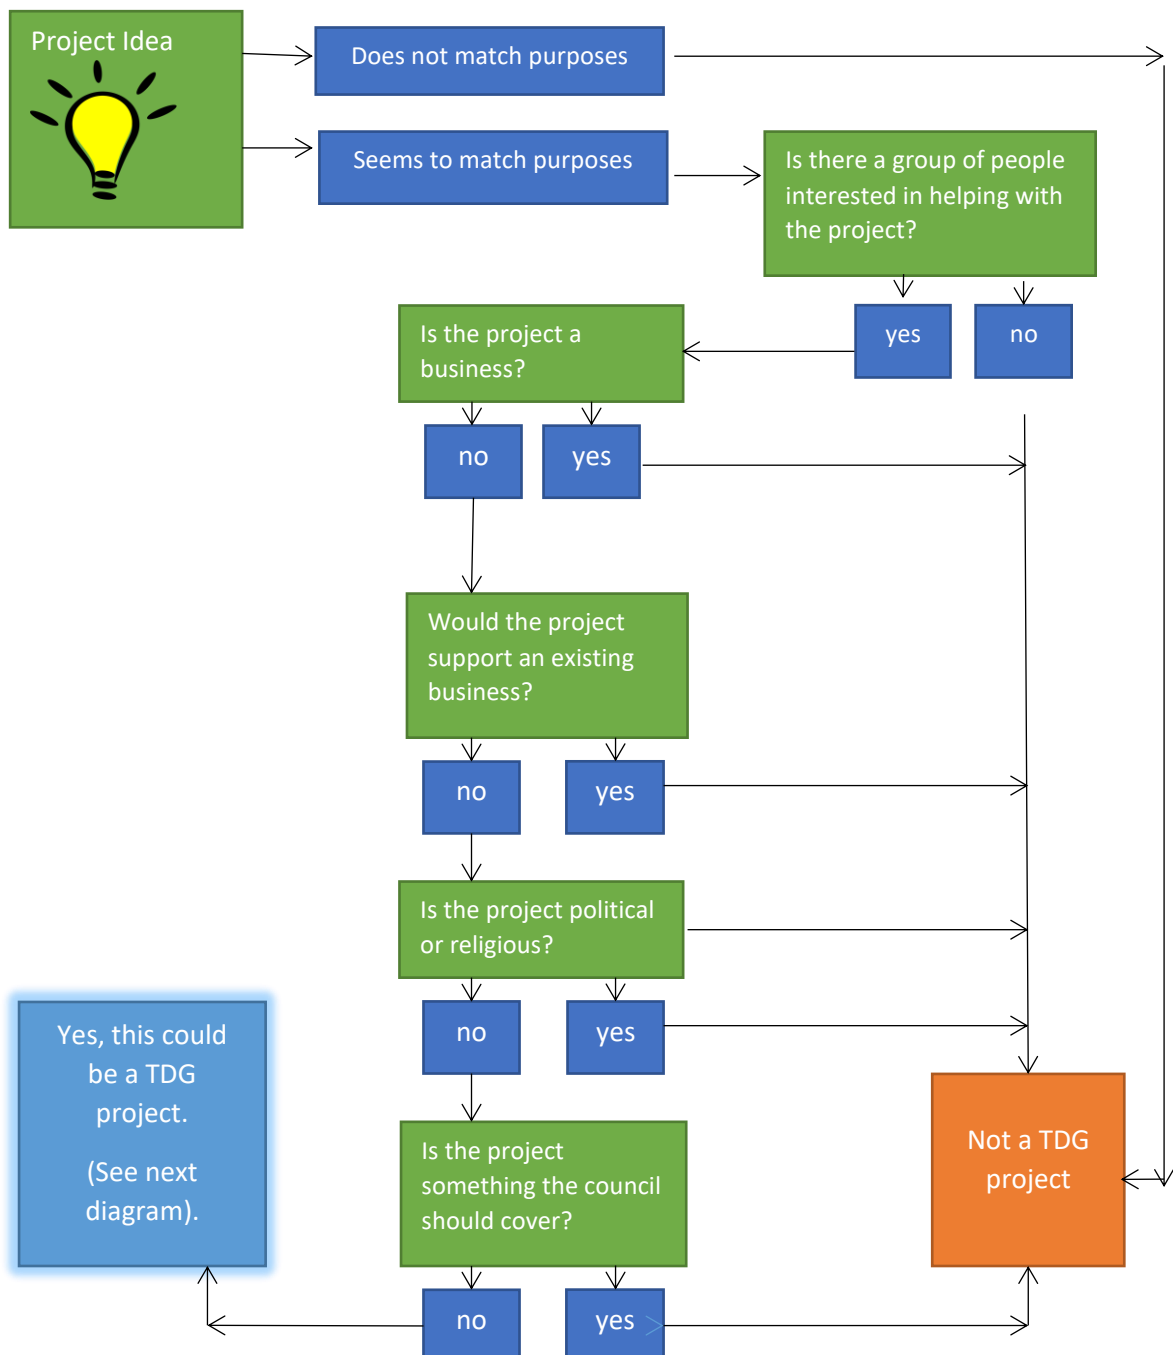 Project Idea
Does not match purposes
Seems to match purposes
Is there a group of people
interested in helping with
the project?
yes
no
Is the project a
business?
no
yes
Would the project
support an existing
business?
no
yes
Is the project political
or religious?
no
yes
Yes, this could
be a TDG
project.
(See next
diagram).
Is the project
something the council
should cover?
Not a TDG
project
no
yes